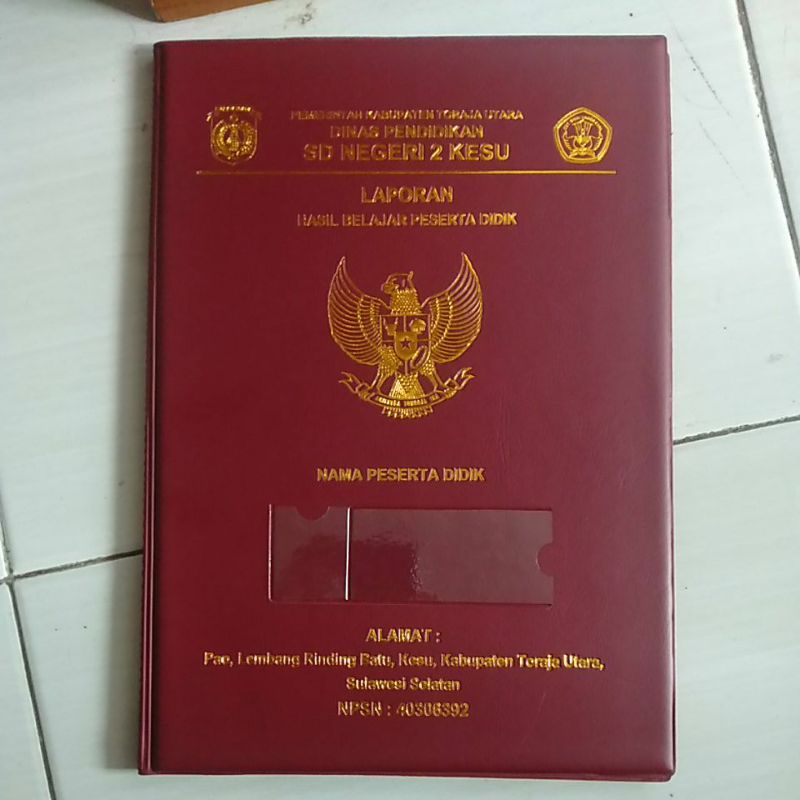 PEMERINTAH KABUPATEN TORAJA UTARA
DINAS PENDIDIKAN
SD NEGERI 2 KESU
LAPORAN
HASIL BELAJAR PESERTA DIDIK
NAMA PESERTA DIDIK
ALAMAT :
Pao, Lembang Rinding Batu, Kesu, Kabupaten Toraja Utara,
Sulawesi Selatan
NPSN : 40306392